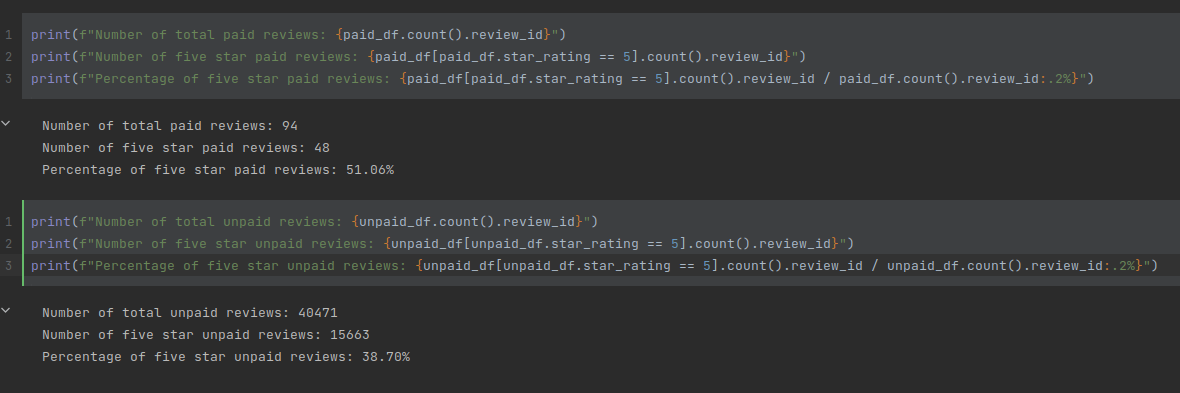 1 print(f"Number of total paid reviews: {paid_df.count().review_id}")
2 print(f"Number of five star paid reviews: {paid_df[paid_df.star_rating == 5].count().review_id}")
3 print(f"Percentage of five star paid reviews: {paid_df[paid_df.star_rating == 5].count().review_id / paid_df.count().review_id:.2%}")
Number of total paid reviews: 94
Number of five star paid reviews: 48
Percentage of five star paid reviews: 51.06%
1 print(f"Number of total unpaid reviews: {unpaid_df.count().review_id}")
2 print(f"Number of five star unpaid reviews: {unpaid_df[unpaid_df.star_rating == 5].count().review_id}")
3 print(f"Percentage of five star unpaid reviews: {unpaid_df[unpaid_df.star_rating == 5].count().review_id / unpaid_df.count().review_id:.2%}")
Number of total unpaid reviews: 40471
Number of five star unpaid reviews: 15663
Percentage of five star unpaid reviews: 38.70%